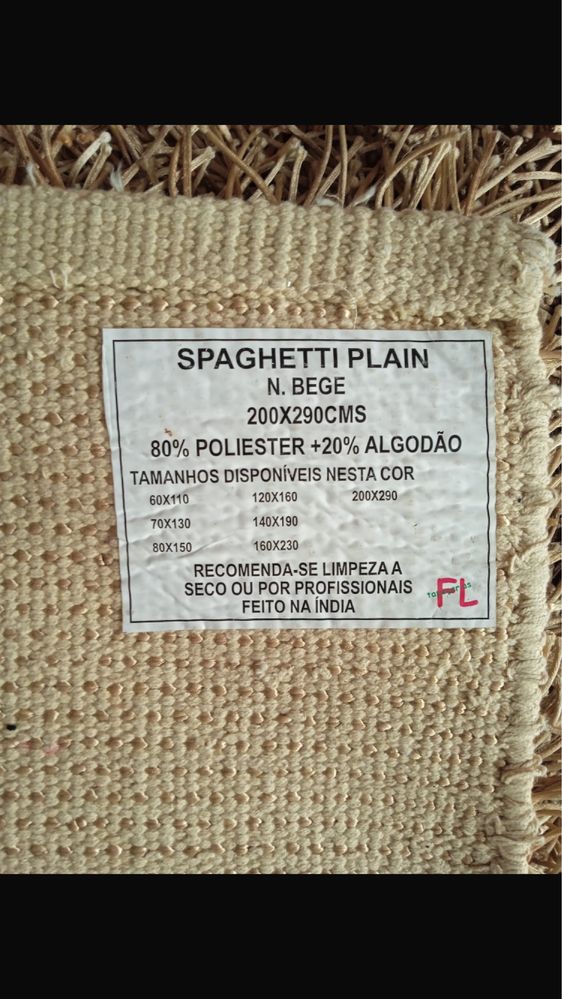 SPAGHETTI PLAIN
N. BEGE
200X290CMS
80% POLIESTER +20% ALGODÃO
TAMANHOS DISPONÍVEIS NESTA COR
60X110 120X160 200X290
70X130 140X190
80X150 160X230
RECOMENDA-SE LIMPEZA A
SECO OU POR PROFISSIONAIS
FEITO NA ÍNDIA
FL